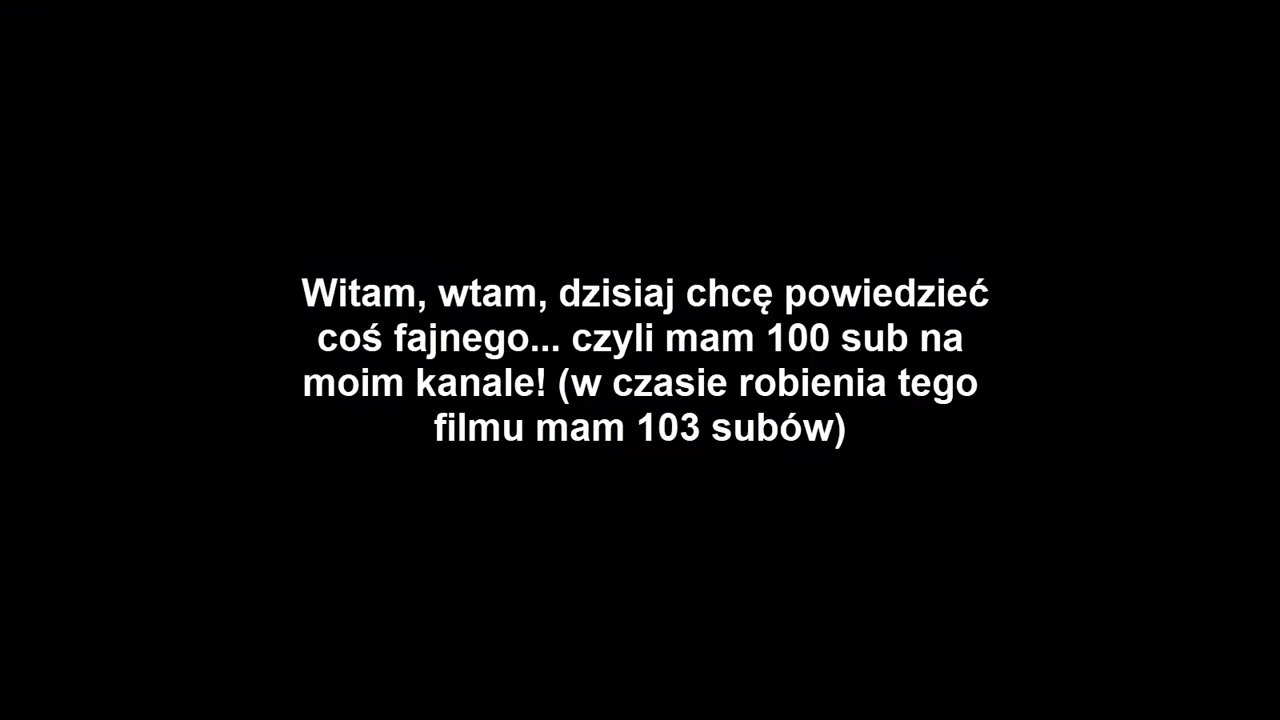 Witam, wtam, dzisiaj chcę powiedzieć
coś fajnego... czyli mam 100 sub na
moim kanale! (w czasie robienia tego
filmu mam 103 subów)